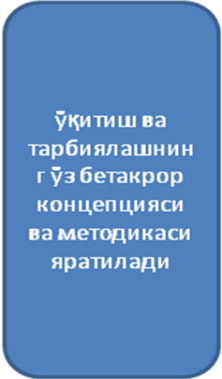 ўқитиш ва
тарбиялашнин
г ўз бетакрор
концепцияси
ва методикаси
яратилади